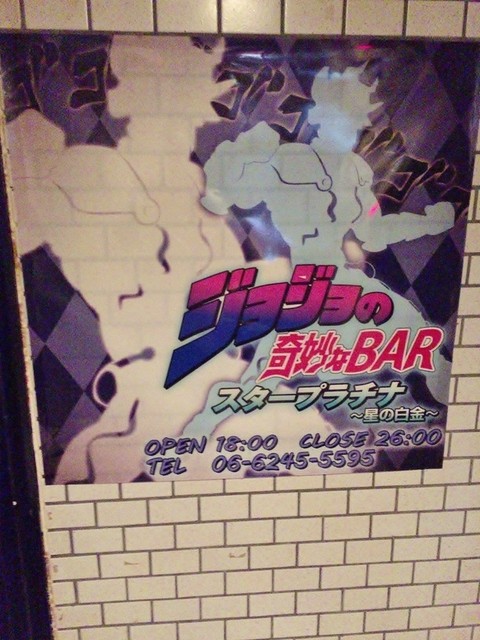 ゴゴ
ゴゴ
ゴゴ
ジョジョの
奇妙なBAR
スタープラチナ
~星の白金~
OPEN 18:00 CLOSE 26:00
TEL 06-6245-5595